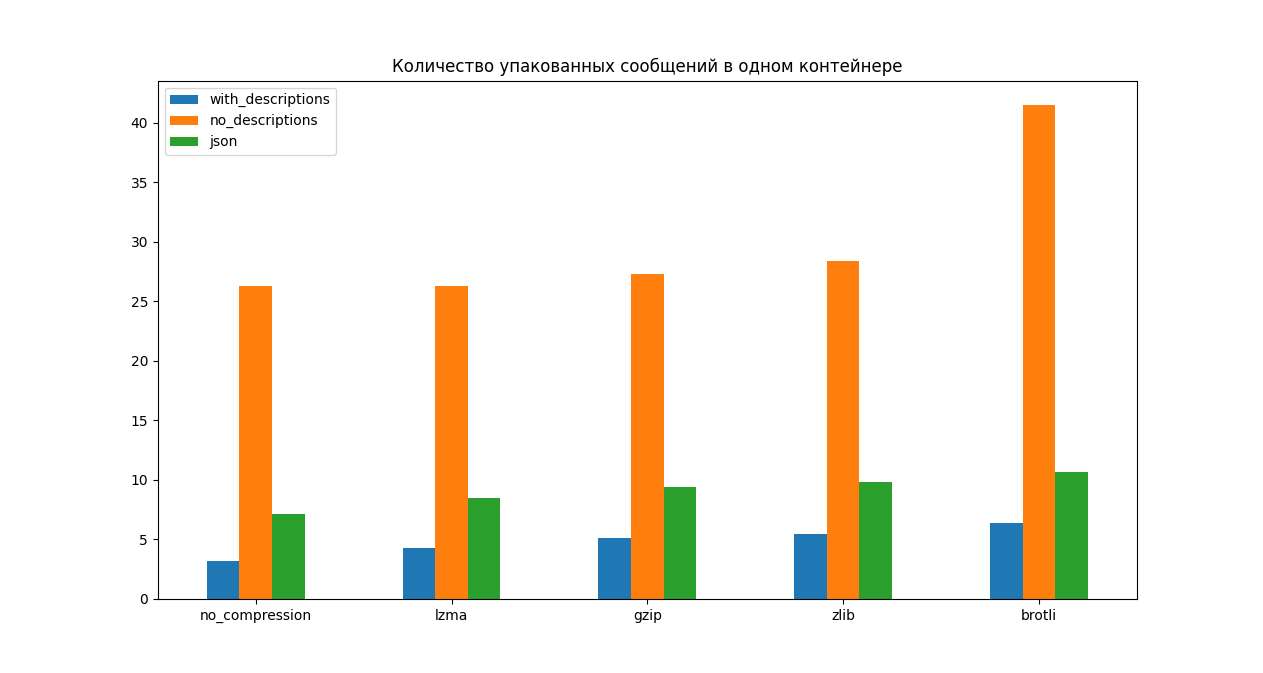 Количество упакованных сообщений в одном контейнере
with_descriptions
no_descriptions
json
40
35
30
25
20
15
10
5
0
no_compression
lzma
gzip
zlib
brotli